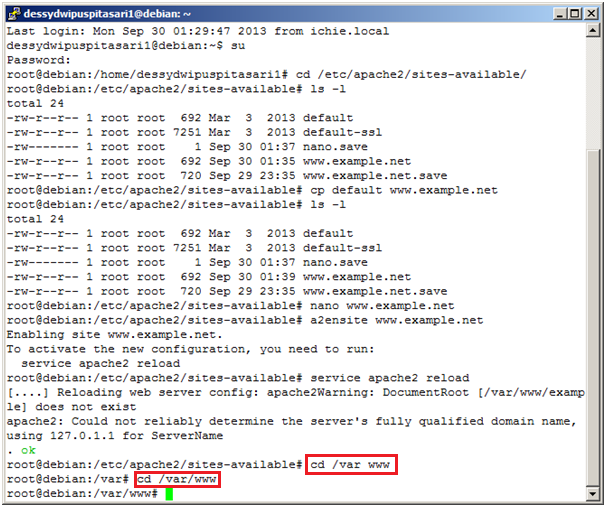 dessydwipuspitasari1@debian: ~
Last login: Mon Sep 30 01:29:47 2013 from ichie.local
dessydwipuspitasari1@debian:~$ su
Password:
root@debian:/home/dessydwipuspitasari1# cd /etc/apache2/sites-available/
root@debian:/etc/apache2/sites-available# ls -l
total 24
-rw-r--r-- 1 root root  692 Mar  3  2013 default
-rw-r--r-- 1 root root 7251 Mar  3  2013 default-ssl
-rw------- 1 root root    1 Sep 30 01:37 nano.save
-rw-r--r-- 1 root root  692 Sep 30 01:35 www.example.net
-rw-r--r-- 1 root root  720 Sep 29 23:35 www.example.net.save
root@debian:/etc/apache2/sites-available# cp default www.example.net
root@debian:/etc/apache2/sites-available# ls -l
total 24
-rw-r--r-- 1 root root  692 Mar  3  2013 default
-rw-r--r-- 1 root root 7251 Mar  3  2013 default-ssl
-rw------- 1 root root    1 Sep 30 01:37 nano.save
-rw-r--r-- 1 root root  692 Sep 30 01:39 www.example.net
-rw-r--r-- 1 root root  720 Sep 29 23:35 www.example.net.save
root@debian:/etc/apache2/sites-available# nano www.example.net
root@debian:/etc/apache2/sites-available# a2ensite www.example.net
Enabling site www.example.net.
To activate the new configuration, you need to run:
  service apache2 reload
root@debian:/etc/apache2/sites-available# service apache2 reload
[....] Reloading web server config: apache2Warning: DocumentRoot [/var/www/examp
le] does not exist
apache2: Could not reliably determine the server's fully qualified domain name,
using 127.0.1.1 for ServerName
. ok
root@debian:/etc/apache2/sites-available# cd /var www
root@debian:/var# cd /var/www
root@debian:/var/www#